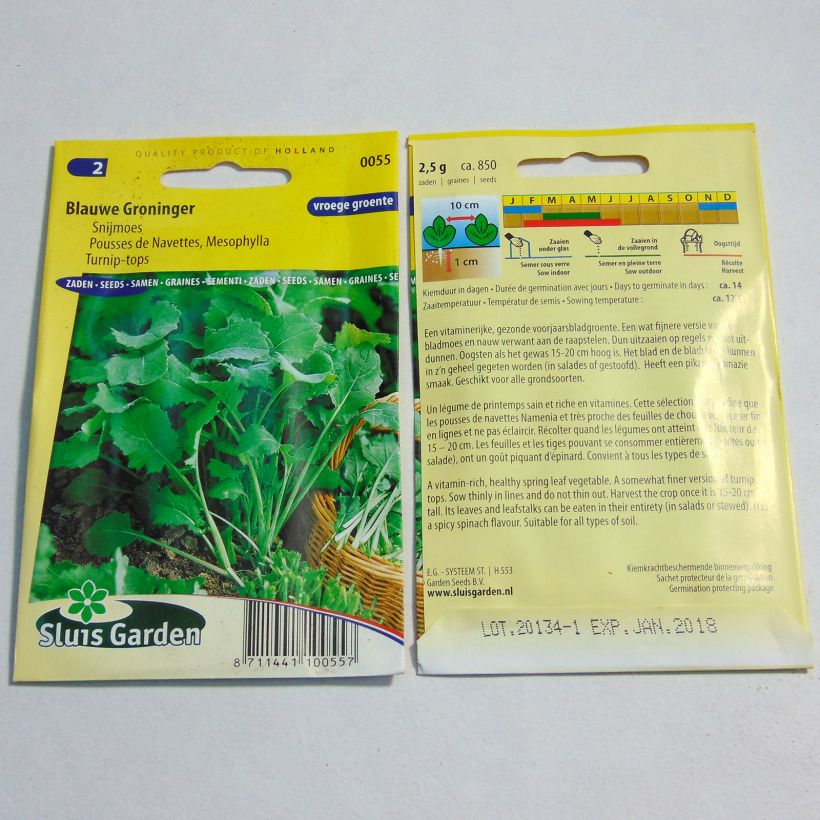 2
QUALITY PRODUCT OF HOLLAND
0055
vroege groente
Blauwe Groninger
Snijmoes
Pousses de Navettes, Mesophylla
Turnip-tops
ZADEN - SEEDS - SAMEN - GRAINES - SEMENTI - ZADEN - SEEDS - SAMEN - GRAINES - SE
Sluis Garden
8 711441 100557
2,5 g ca. 850
zaden | graines | seeds
J F M A M J J A S O N D
10 cm
1 cm
Zaaien onder glas
Semer sous verre
Sow indoor
Zaaien in de vollegrond
Semer en pleine terre
Sow outdoor
Oogsttijd
Récolte
Harvest
Kiemduur in dagen • Durée de germination avec jours • Days to germinate in days : ca. 14
Zaaitemperatuur • Températur de semis • Sowing temperature : ca.
Een vitaminerijke, gezonde voorjaarsbladgroente. Een wat fijnere versie
bladmoes en nauw verwant aan de raapstelen. Dun uitzaaien op regels en niet uit-
dunnen. Oogsten als het gewas 15-20 cm hoog is. Het blad en de kunnen
in z'n geheel gegeten worden (in salades of gestoofd). Heeft een
smaak. Geschikt voor alle grondsoorten.
Un légume de printemps sain et riche en vitamines. Cette sélection fine que
les pousses de navettes Namenia et très proche des feuilles de
en lignes et ne pas éclaircir. Récolter quand les légumes ont atteint hauteur de
15 – 20 cm. Les feuilles et les tiges pouvant se consommer
salade), ont un goût piquant d'épinard. Convient à tous les types de
A vitamin-rich, healthy spring leaf vegetable. A somewhat finer version of turnip
tops. Sow thinly in lines and do not thin out. Harvest the crop once it is 15-20 cm
tall. Its leaves and leafstalks can be eaten in their entirety (in salads or stewed).
a spicy spinach flavour. Suitable for all types of soil.
E.G. - SYSTEEM ST. | H 553
Garden Seeds B.V.
www.sluisgarden.nl
Kiemkrachtbeschermende binnenverpakking
Sachet protecteur de la germination
Germination protecting package
LOT.20134-1 EXP.JAN.2018